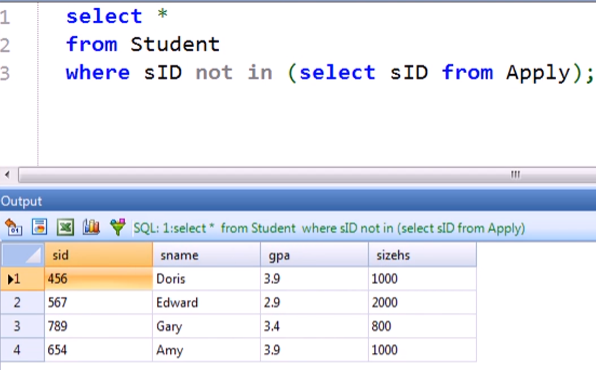 1 select *
2 from Student
3 where sID not in (select sID from Apply);
Output
SQL: 1:select * from Student where sID not in (select sID from Apply)
sid sname gpa sizehs
1 456 Doris 3.9 1000
2 567 Edward 2.9 2000
3 789 Gary 3.4 800
4 654 Amy 3.9 1000